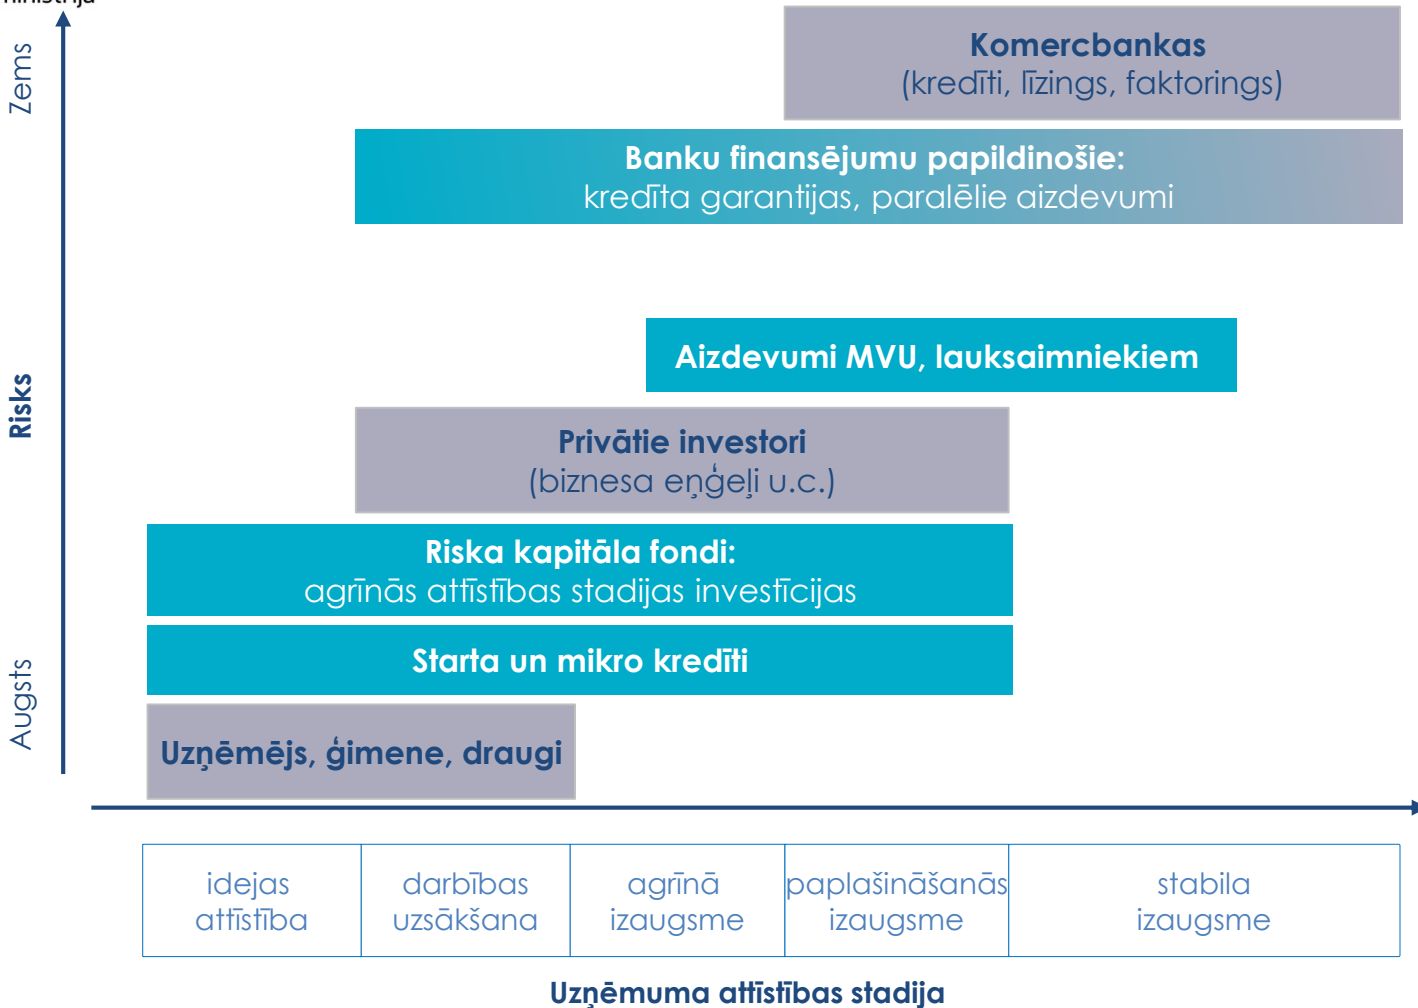 Zems
Risks
Augsts
Komercbankas
(kredīti, līzings, faktorings)
Banku finansējumu papildinošie:
kredīta garantijas, paralēlie aizdevumi
Aizdevumi MVU, lauksaimniekiem
Privātie investori
(biznesa eņģeļi u.c.)
Riska kapitāla fondi:
agrīnās attīstības stadijas investīcijas
Starta un mikro kredīti
Uzņēmējs, ģimene, draugi
idejas
attīstība
darbības
uzsākšana
agrīnā
izaugsme
paplašināšanās
izaugsme
stabila
izaugsme
Uzņēmuma attīstības stadija